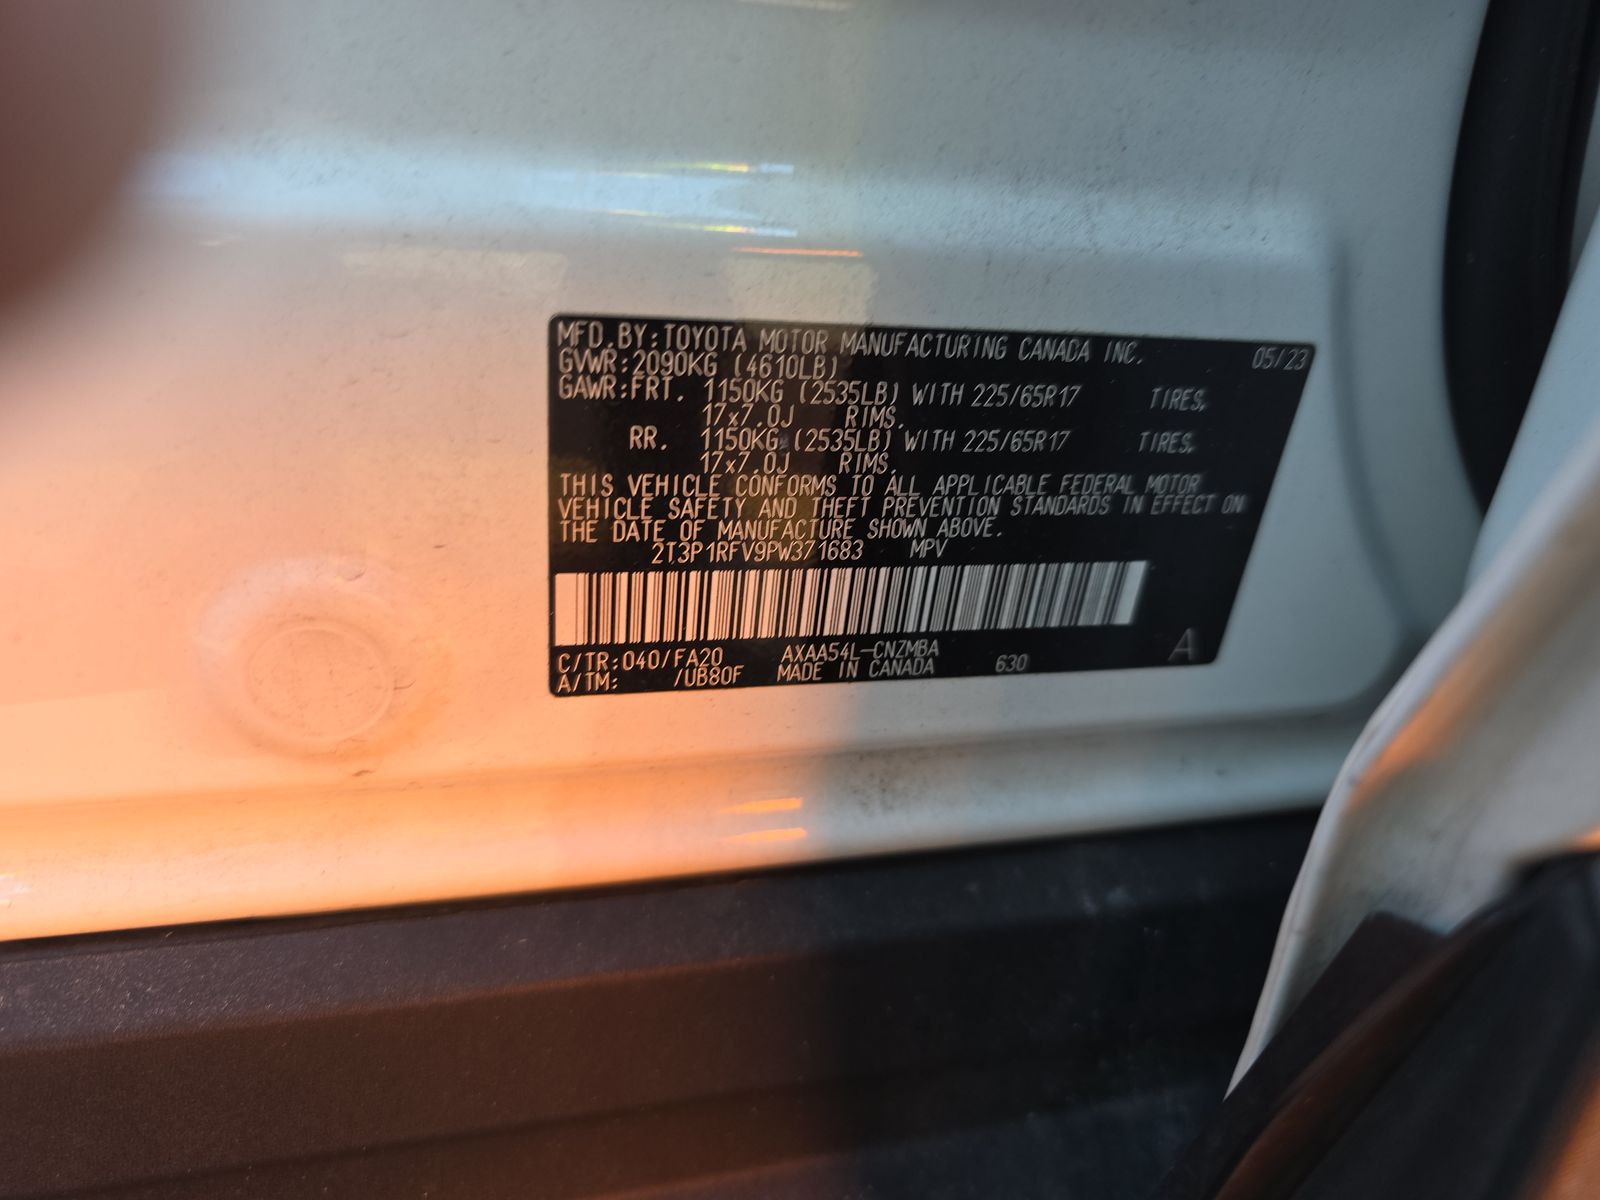 MFD.BY:TOYOTA MOTOR MANUFACTURING CANADA INC. 05/23
GVWR:2090KG (4610LB)
GAWR:FRT. 1150KG (2535LB) WITH 225/65R17 TIRES,
17x7.0J RIMS,
RR. 1150KG (2535LB) WITH 225/65R17 TIRES,
17x7.0J RIMS,
THIS VEHICLE CONFORMS TO ALL APPLICABLE FEDERAL MOTOR
VEHICLE SAFETY AND THEFT PREVENTION STANDARDS IN EFFECT ON
THE DATE OF MANUFACTURE SHOWN ABOVE.
2T3P1RFV9PW371683 MPV
C/TR:040/FA20 AXAA54L-CNZMBA
A/TM: /UB80F MADE IN CANADA 630 A